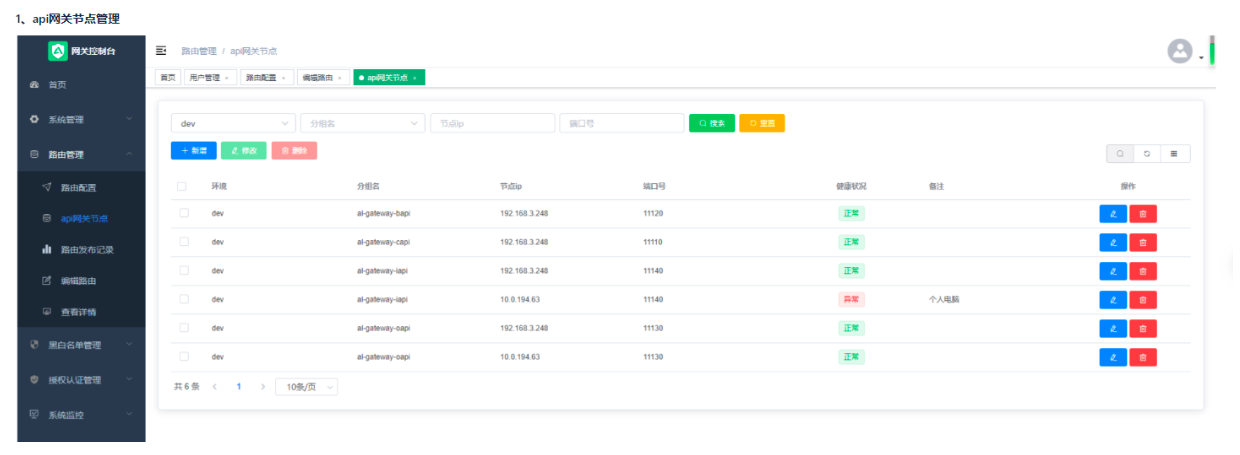 1、api网关节点管理
网关控制台
路由管理 / api网关节点
首页
用户管理 ×
路由配置 ×
编辑路由 ×
api网关节点 ×
首页
系统管理
路由管理
路由配置
api网关节点
路由发布记录
编辑路由
查看详情
黑白名单管理
授权认证管理
系统监控
dev 分组名 节点ip 端口号 搜索 重置
+ 新增 修改 删除
环境 分组名 节点ip 端口号 健康状况 备注 操作
dev al-gateway-bapi 192.168.3.248 11120 正常
dev al-gateway-capi 192.168.3.248 11110 正常
dev al-gateway-iapi 192.168.3.248 11140 正常
dev al-gateway-iapi 10.0.194.63 11140 异常 个人电脑
dev al-gateway-oapi 192.168.3.248 11130 正常
dev al-gateway-oapi 10.0.194.63 11130 正常
共 6 条 < 1 > 10条/页